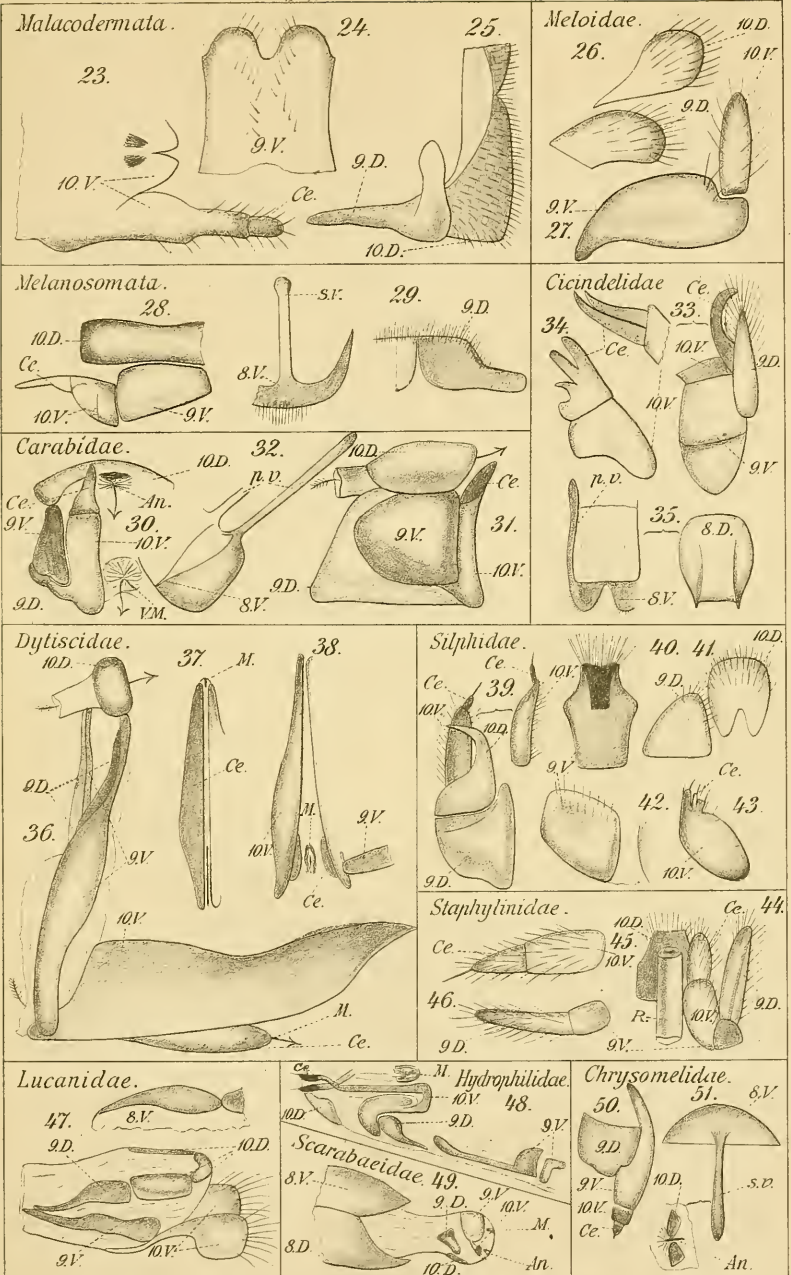 Malacodermata.
23.
24.
25.
10.V.
9.V.
Ce.
9.D.
10.D.
Meloidae.
26.
10.D.
10.V.
9.D.
9.V.
27.
Melanosomata.
28.
10.D.
Ce.
10.V.
9.V.
s.v.
8.V.
29.
9.D.
Cicindelidae
Ce.
33.
34.
Ce.
10.V.
10.V.
9.D.
9.V.
p.v.
35.
8.D.
8.V.
Carabidae.
32.
10.D.
p.v.
10.D.
Ce.
Ce.
An.
9.V.
30.
10.V.
9.V.
31.
9.D.
10.V.
9.D.
V.M.
8.V.
Dytiscidae.
10.D.
37.
M.
38.
Ce.
9.D.
36.
9.V.
10.V.
M.
9.V.
Ce.
10.V.
M.
Ce.
Silphidae.
Ce.
40.
41.
10.D.
Ce.
39.
10.V.
9.D.
10.V.
10.D.
9.V.
42.
Ce.
43.
10.V.
9.D.
Staphylinidae.
Ce.
44.
10.D.
45.
Ce.
10.V.
46.
R.
10.V.
9.D.
9.D.
9.V.
Lucanidae.
47.
8.V.
9.D.
10.D.
9.V.
10.V.
Ce.
M.
Hydrophilidae.
10.V.
48.
10.D.
9.D.
9.V.
Scarabaeidae.
49.
8.V.
9.D.
9.V.
10.V.
M.
8.D.
10.D.
An.
Chrysomelidae.
50.
51.
8.V.
9.D.
9.V.
10.D.
s.v.
10.V.
Ce.
An.